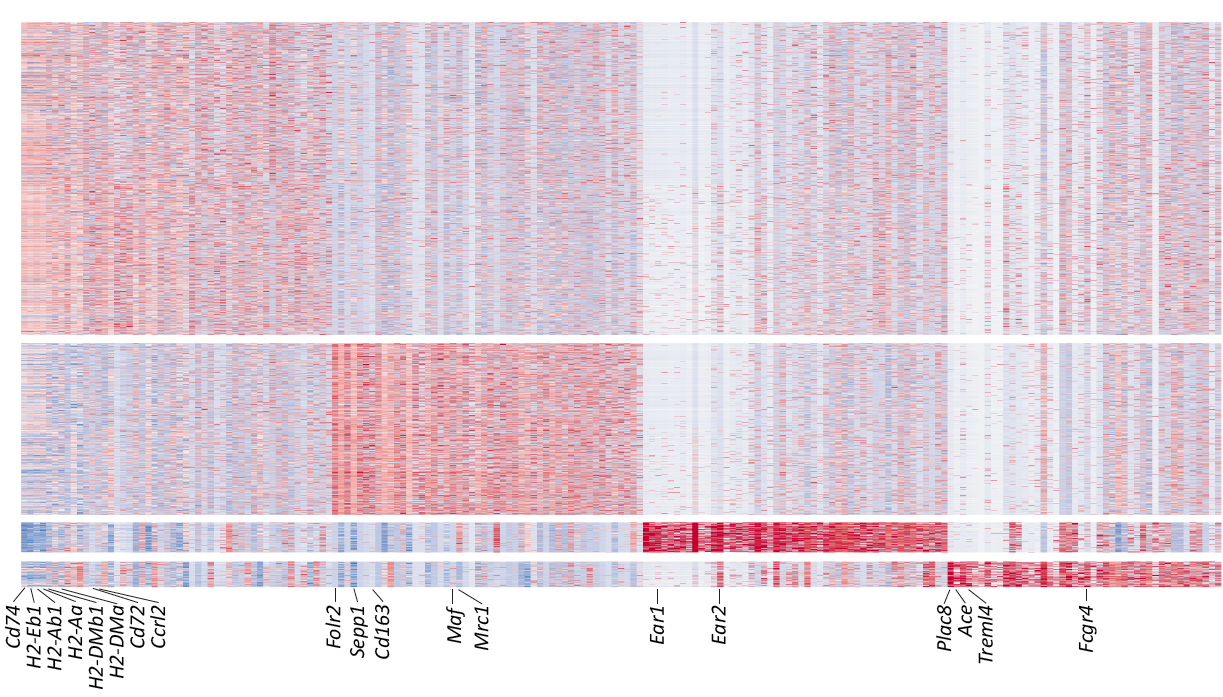 Cd74
H2-Eb1
H2-Ab1
H2-Aa
H2-DMb1
H2-DMa
Cd72
Ccrl2
Folr2
Sepp1
Cd163
Maf
Mrc1
Ear1
Ear2
Plac8
Ace
Treml4
Fcgr4